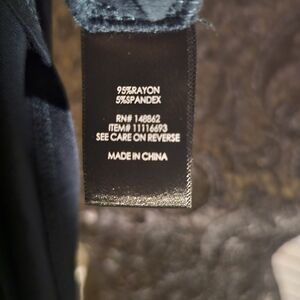 95%RAYON
5%SPANDEX
RN# 148862
ITEM# 11116693
SEE CARE ON REVERSE
MADE IN CHINA